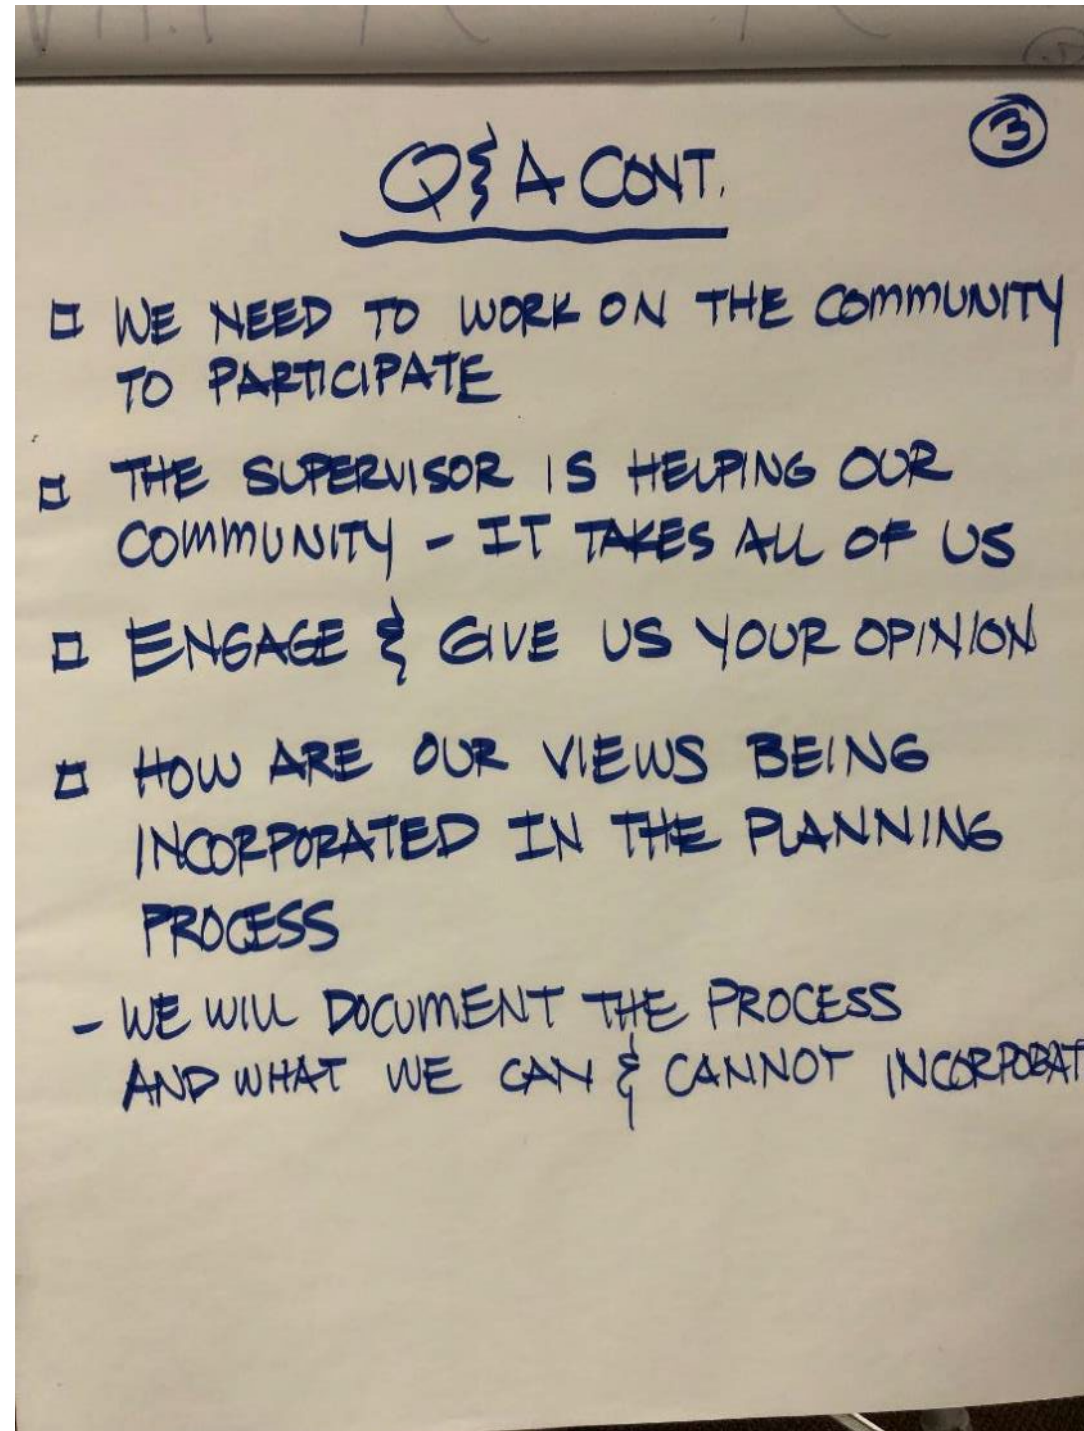 3
Q & A CONT.
WE NEED TO WORK ON THE COMMUNITY
TO PARTICIPATE
THE SUPERVISOR IS HELPING OUR
COMMUNITY - IT TAKES ALL OF US
ENGAGE & GIVE US YOUR OPINION
HOW ARE OUR VIEWS BEING
INCORPORATED IN THE PLANNING
PROCESS
- WE WILL DOCUMENT THE PROCESS
AND WHAT WE CAN & CANNOT INCORPORAT